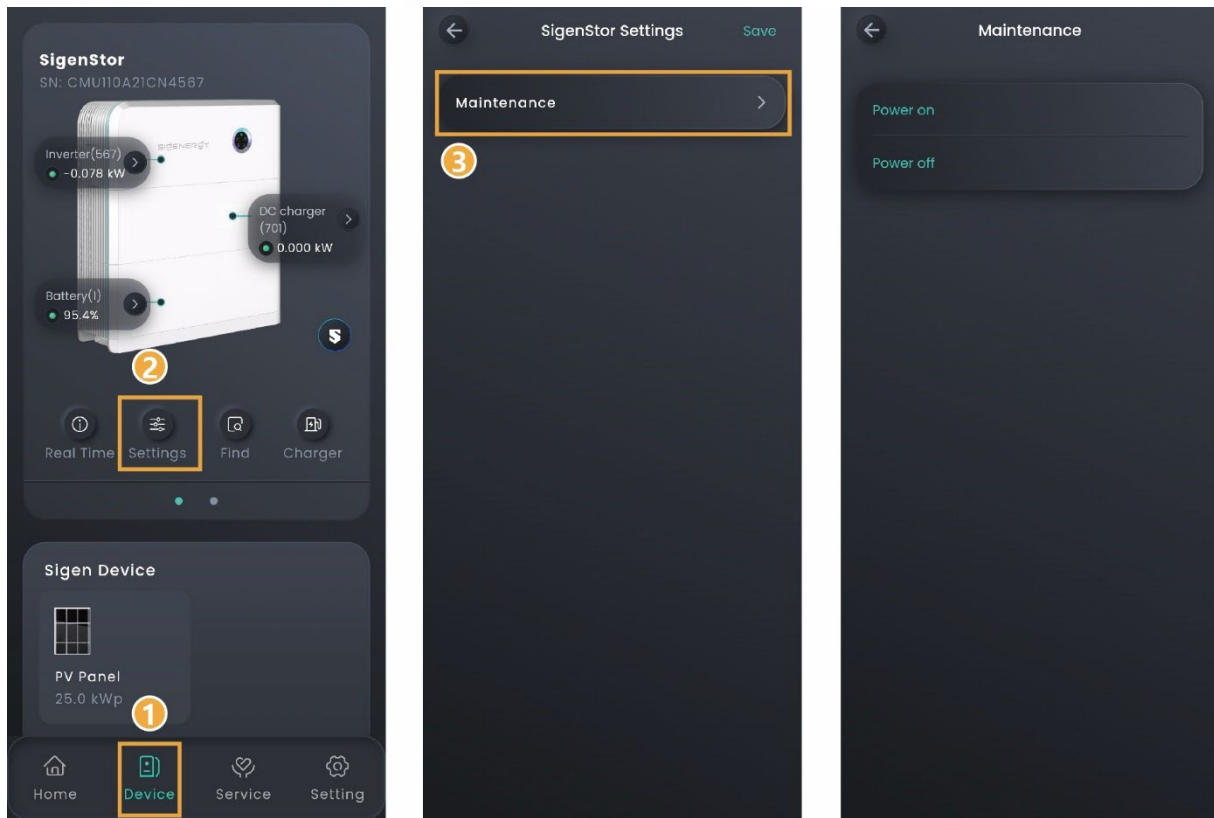 SigenStor
SN: CMU110A21CN4567
SIGENERGY
Inverter(567)
-0.078 kW
DC charger
(701)
0.000 kW
Battery(1)
95.4%
2
Real Time
Settings
Find
Charger
Sigen Device
PV Panel
25.0 kWp
1
Home
Device
Service
Setting
SigenStor Settings
Save
Maintenance
3
Maintenance
Power on
Power off